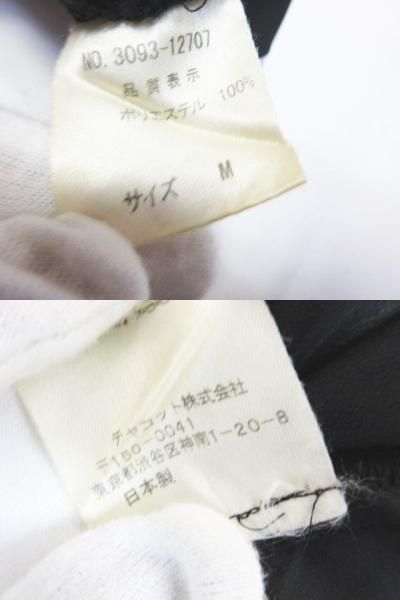 NO. 3093-12707
品質表示
ポリエステル 100%
サイズ M
チャコット株式会社
〒150-0041
東京都渋谷区神南1-20-8
日本製